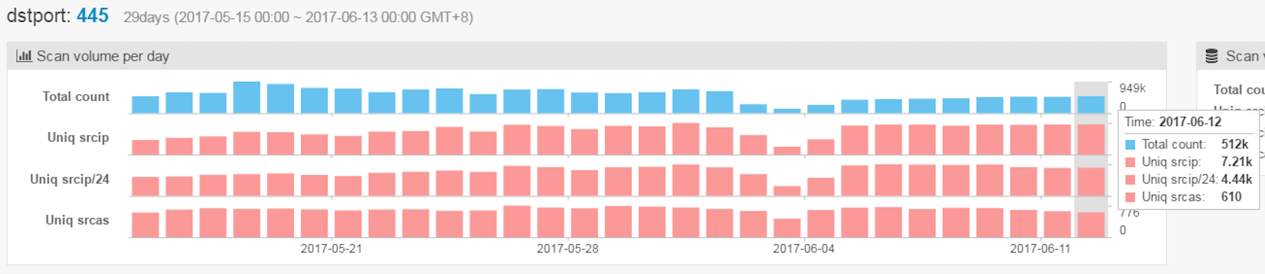 dstport: 445 29days (2017-05-15 00:00 ~ 2017-06-13 00:00 GMT+8)
Scan volume per day
Scan
Total count
949k
0
Total cou
Time: 2017-06-12
Total count: 512k
Uniq srcip
Uniq srcip: 7.21k
Uniq srcip/24
Uniq srcip/24: 4.44k
Uniq srcas: 610
Uniq srcas
776
0
2017-05-21
2017-05-28
2017-06-04
2017-06-11